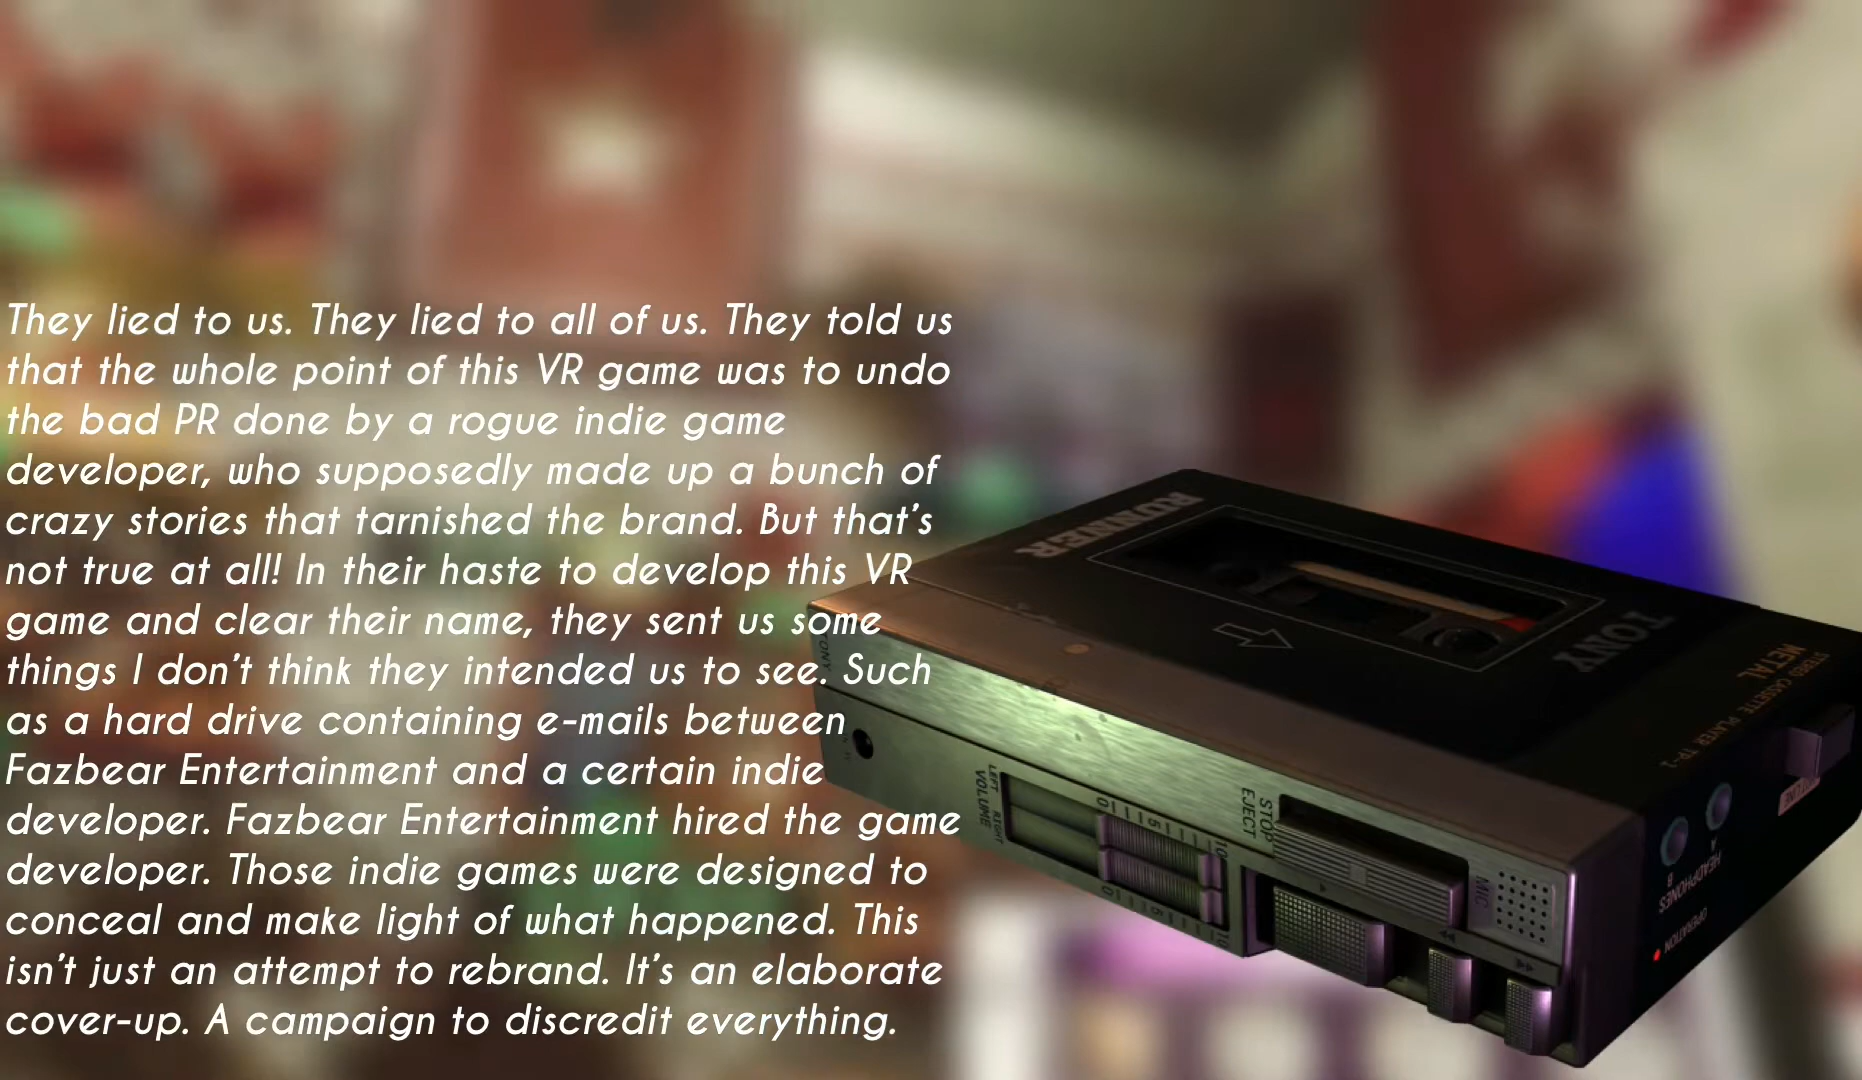 They lied to us. They lied to all of us. They told us
that the whole point of this VR game was to undo
the bad PR done by a rogue indie game
developer, who supposedly made up a bunch of
crazy stories that tarnished the brand. But that's
not true at all! In their haste to develop this VR
game and clear their name, they sent us some
things I don't think they intended us to see. Such
as a hard drive containing e-mails between
Fazbear Entertainment and a certain indie
developer. Fazbear Entertainment hired the game
developer. Those indie games were designed to
conceal and make light of what happened. This
isn't just an attempt to rebrand. It's an elaborate
cover-up. A campaign to discredit everything.
RUNNER
TONY
METAL
STEREO CASSETTE PLAYER TP-1
TONY
LEFT RIGHT
VOLUME
0 5 10
0 5 10
STOP
EJECT
MIC
A
B
HEADPHONES
OPERATION